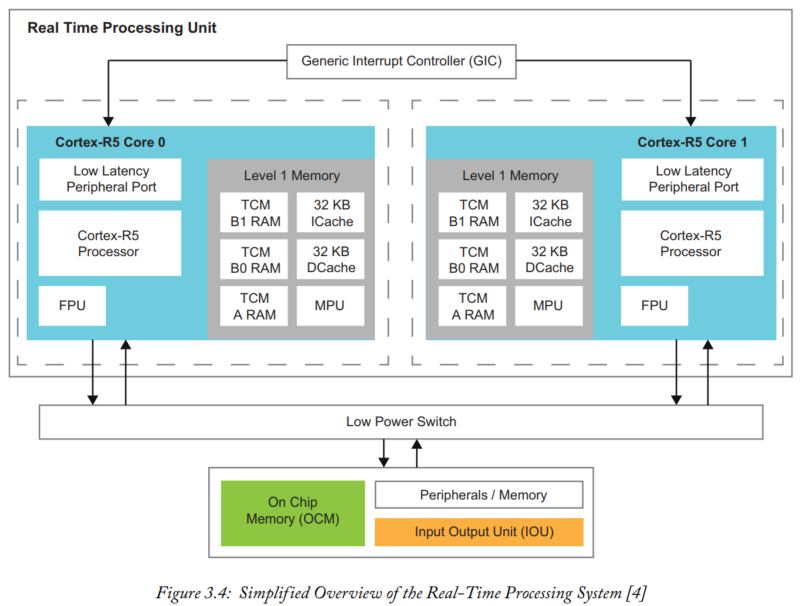 Real Time Processing Unit
Generic Interrupt Controller (GIC)
Cortex-R5 Core 0
Low Latency
Peripheral Port
Cortex-R5
Processor
FPU
Level 1 Memory
TCM
B1 RAM
32 KB
ICache
TCM
B0 RAM
32 KB
DCache
TCM
A RAM
MPU
Cortex-R5 Core 1
Level 1 Memory
TCM
B1 RAM
32 KB
ICache
TCM
B0 RAM
32 KB
DCache
TCM
A RAM
MPU
Low Latency
Peripheral Port
Cortex-R5
Processor
FPU
Low Power Switch
On Chip
Memory (OCM)
Peripherals / Memory
Input Output Unit (IOU)
Figure 3.4: Simplified Overview of the Real-Time Processing System [4]